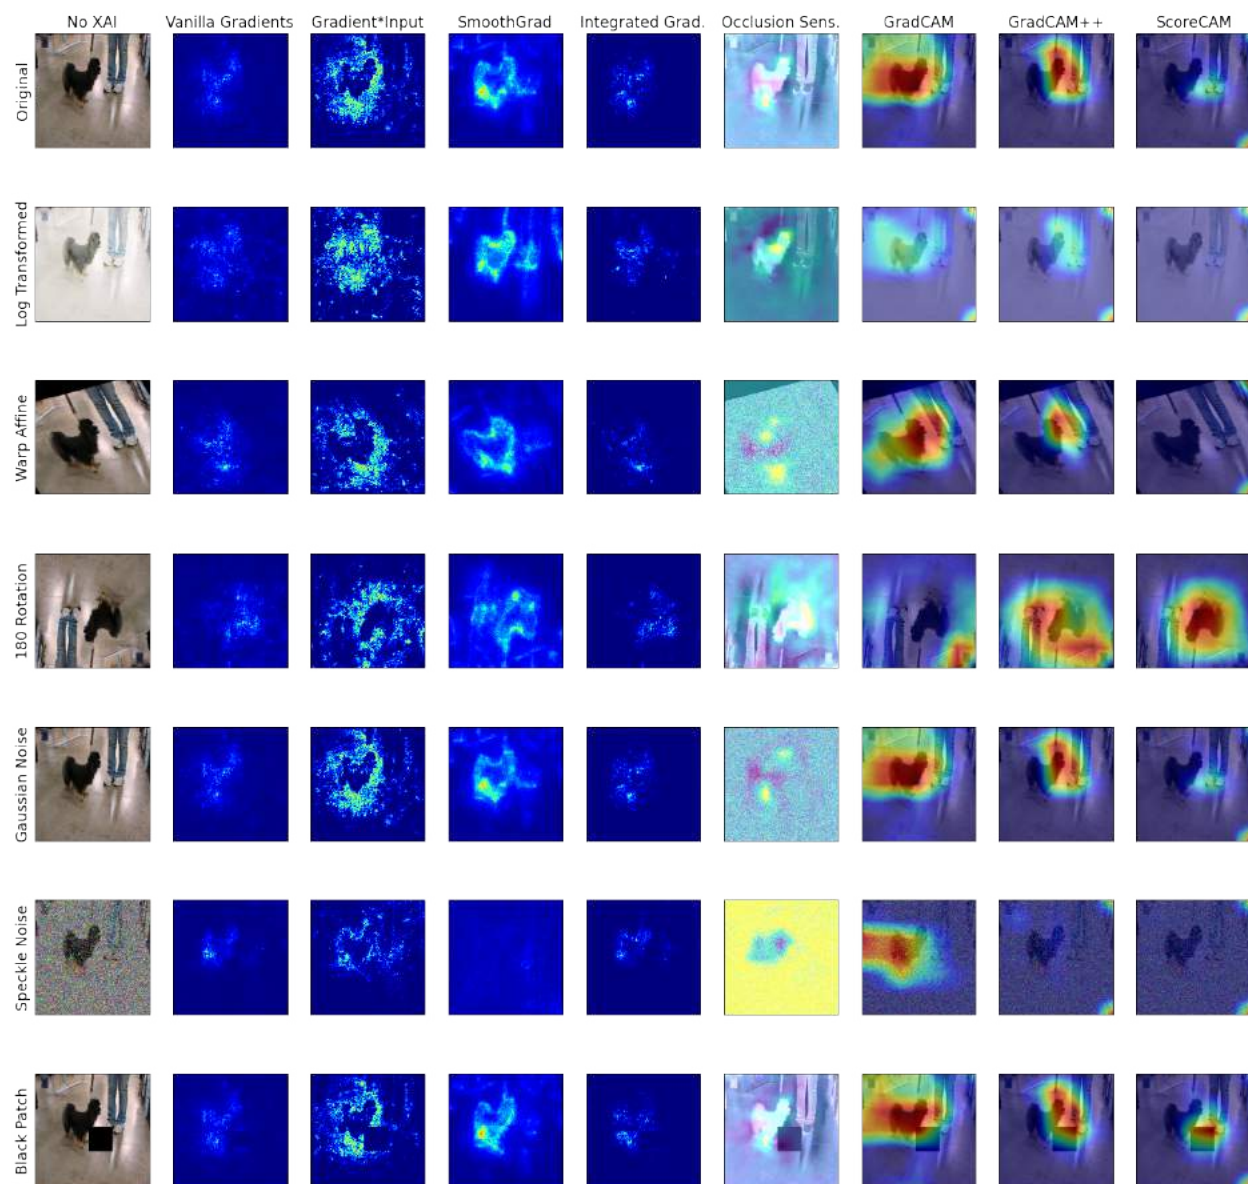 No XAI
Vanilla Gradients
Gradient*Input
SmoothGrad
Integrated Grad.
Occlusion Sens.
GradCAM
GradCAM++
ScoreCAM
Original
Log Transformed
Warp Affine
180 Rotation
Gaussian Noise
Speckle Noise
Black Patch